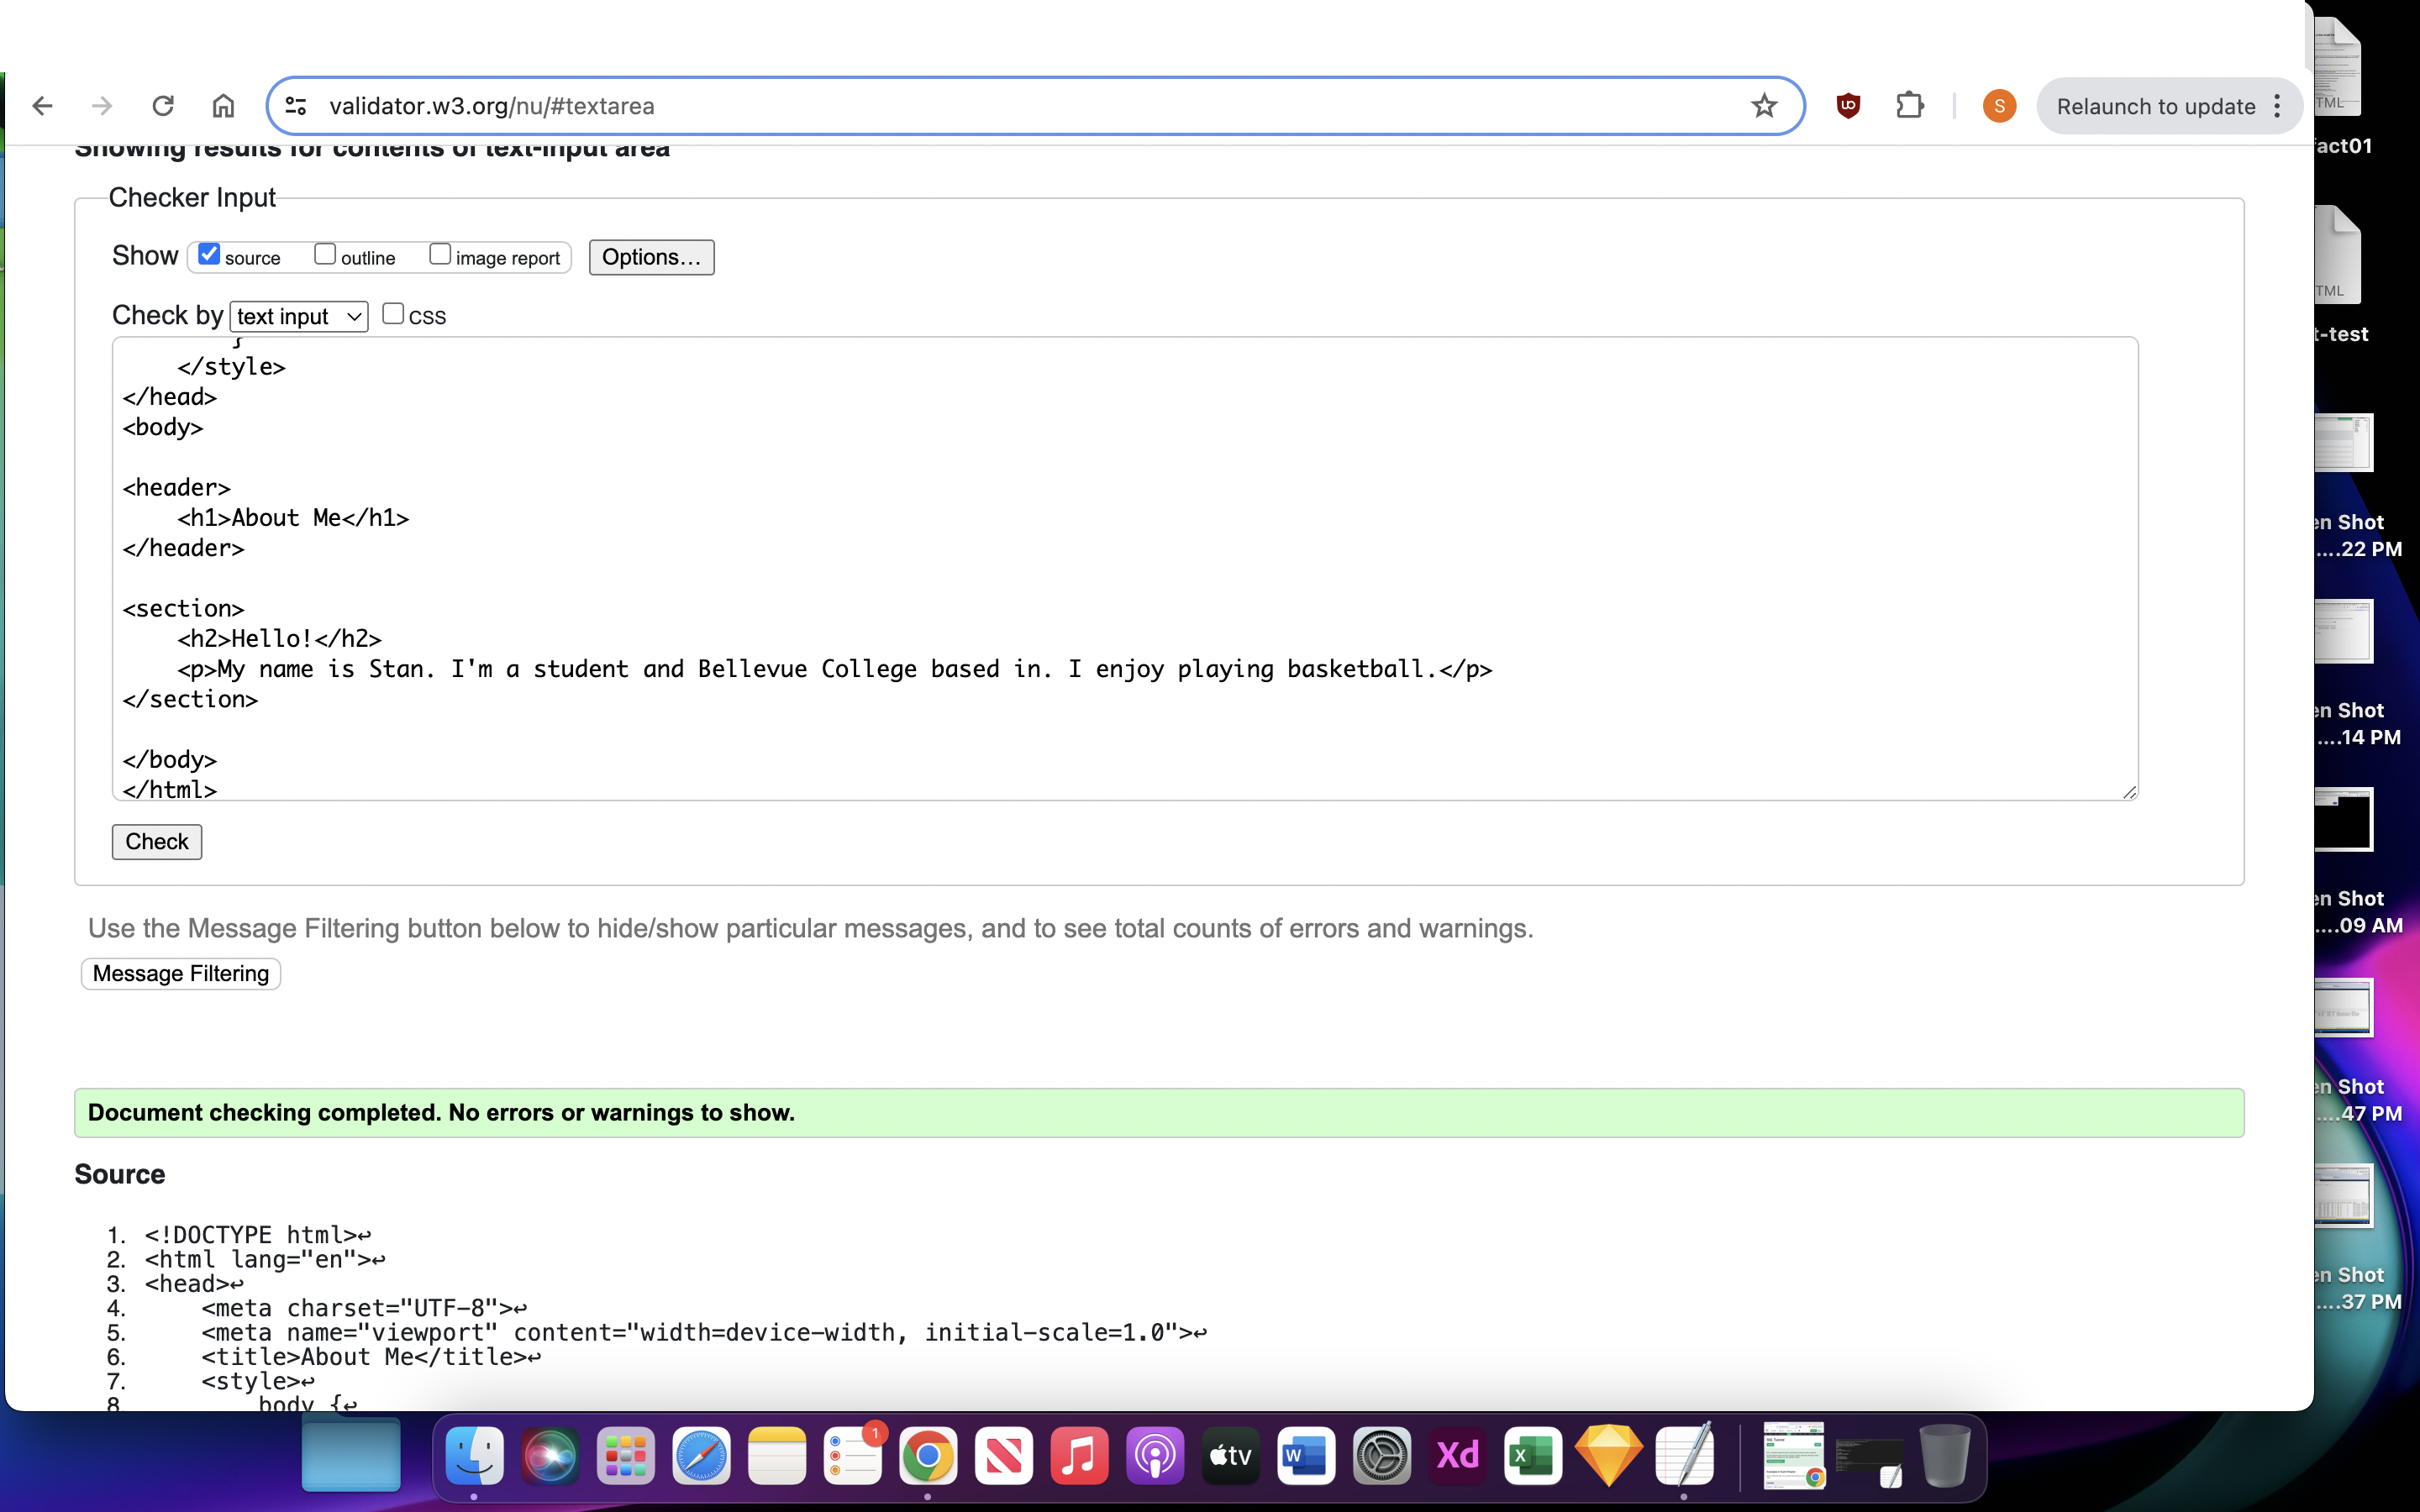 validator.w3.org/nu/#textarea
Relaunch to update
S
Showing results for contents of text-input area
Checker Input
Show source outline image report Options...
Check by text input CSS
}
</style>
</head>
<body>
<header>
<h1>About Me</h1>
</header>
<section>
<h2>Hello!</h2>
<p>My name is Stan. I'm a student and Bellevue College based in. I enjoy playing basketball.</p>
</section>
</body>
</html>
Check
Use the Message Filtering button below to hide/show particular messages, and to see total counts of errors and warnings.
Message Filtering
Document checking completed. No errors or warnings to show.
Source
1. <!DOCTYPE html>↩
2. <html lang="en">↩
3. <head>↩
4. <meta charset="UTF-8">↩
5. <meta name="viewport" content="width=device-width, initial-scale=1.0">↩
6. <title>About Me</title>↩
7. <style>↩
8. body {↩
TML
fact01
TML
t-test
en Shot
....22 PM
en Shot
....14 PM
en Shot
....09 AM
en Shot
....47 PM
en Shot
....37 PM
1
tv
W
Xd
X